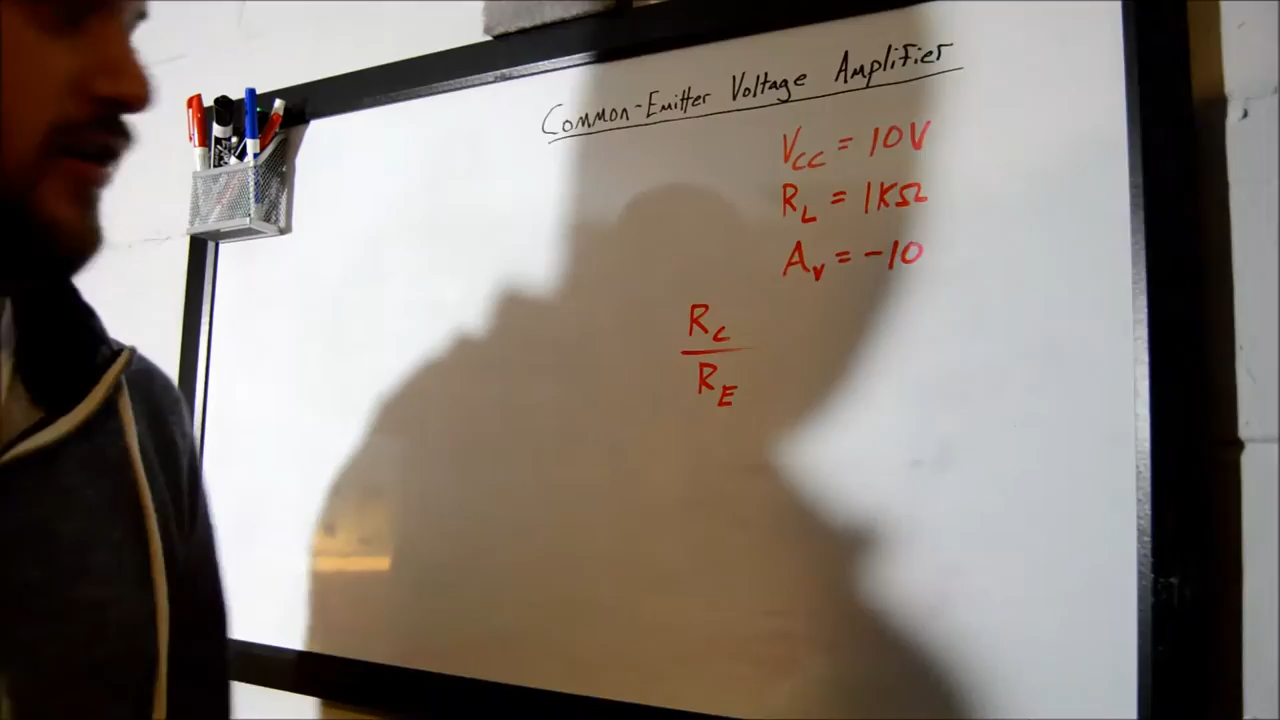 Common-Emitter Voltage Amplifier
VCC = 10V
RL = 1KΩ
Av = -10
RC
RE